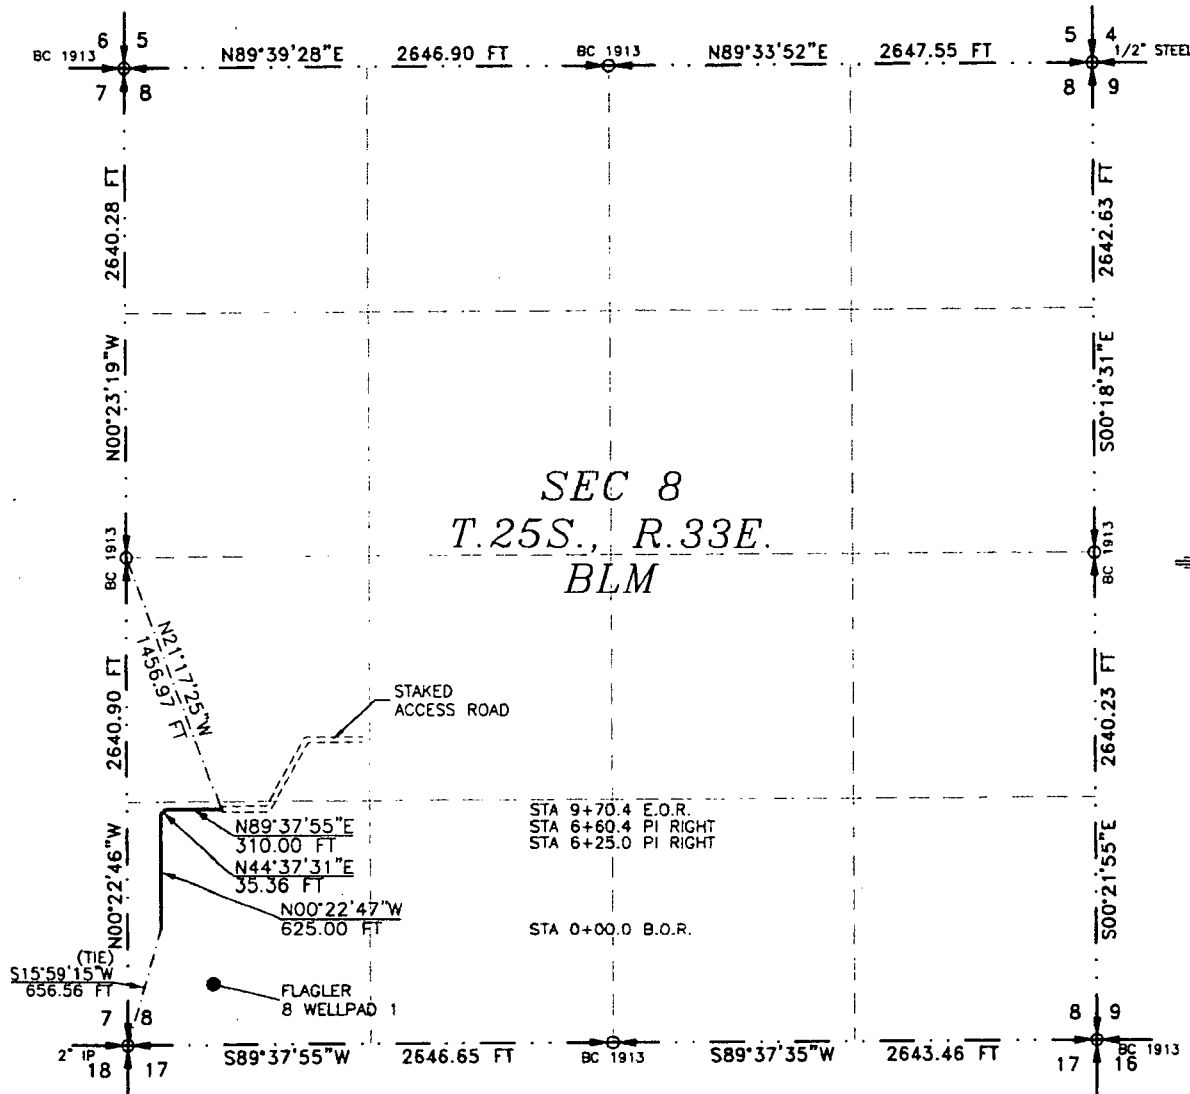 6 5
BC 1913
7 8
N89°39'28"E
2646.90 FT
BC 1913
N89°33'52"E
2647.55 FT
5 4
1/2" STEEL
8 9
2640.28 FT
N00°23'19"W
2642.63 FT
S00°18'31"E
SEC 8
T.25S., R.33E.
BLM
BC 1913
BC 1913
N21°17'25"W
1456.97 FT
2640.90 FT
N00°22'46"W
2640.23 FT
S00°21'55"E
STAKED
ACCESS ROAD
N89°37'55"E
310.00 FT
N44°37'31"E
35.36 FT
N00°22'47"W
625.00 FT
STA 9+70.4 E.O.R.
STA 6+60.4 PI RIGHT
STA 6+25.0 PI RIGHT
STA 0+00.0 B.O.R.
(TIE)
S15°59'15"W
656.56 FT
FLAGLER
8 WELLPAD 1
7 8
2" IP
18 17
S89°37'55"W
2646.65 FT
BC 1913
S89°37'35"W
2643.46 FT
8 9
BC 1913
17 16